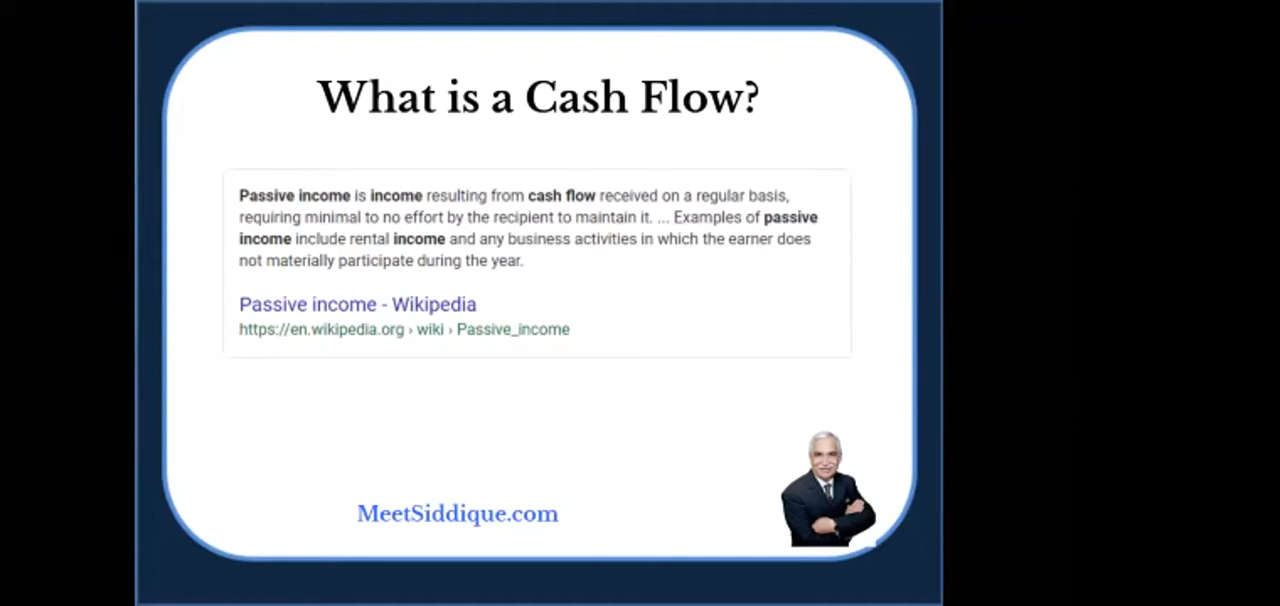 What is a Cash Flow?
Passive income is income resulting from cash flow received on a regular basis,
requiring minimal to no effort by the recipient to maintain it. ... Examples of passive
income include rental income and any business activities in which the earner does
not materially participate during the year.
Passive income - Wikipedia
https://en.wikipedia.org › wiki › Passive_income
MeetSiddique.com